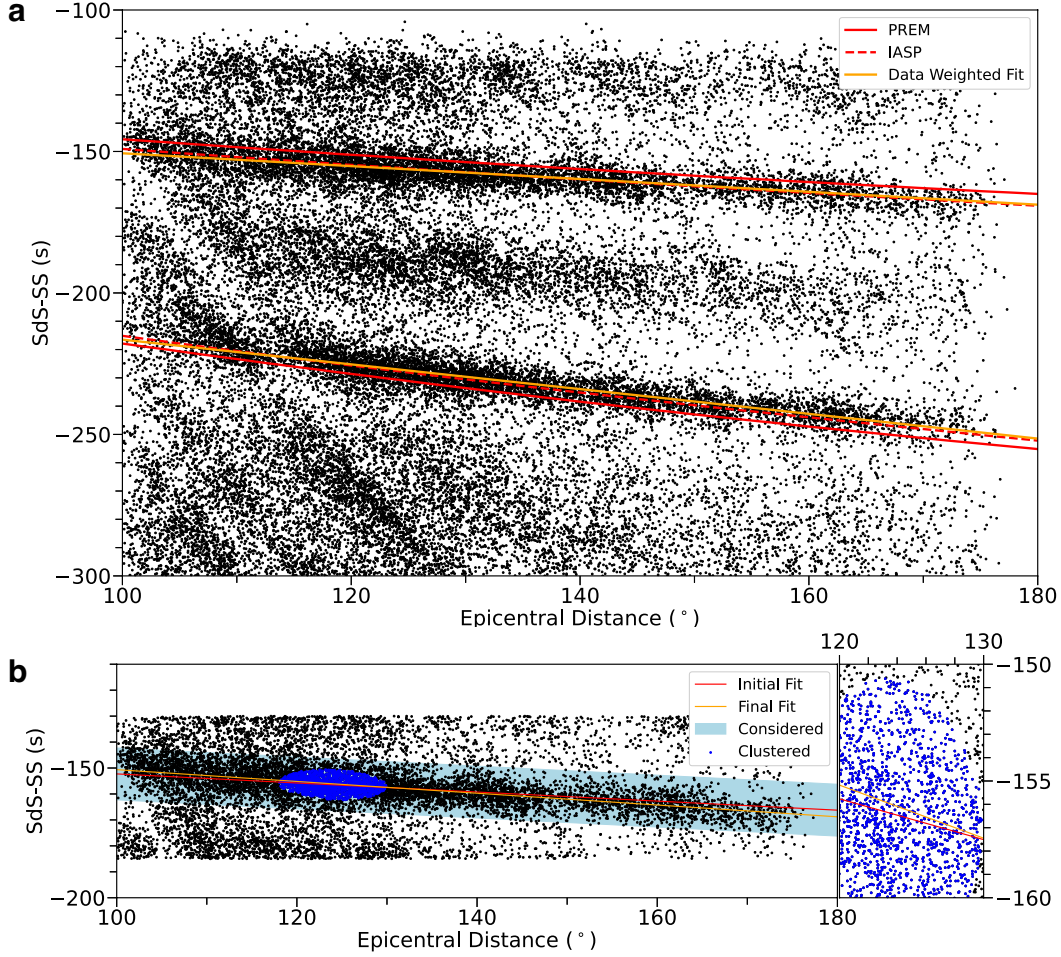 a
−100
−150
−200
−250
−300
SdS-SS (s)
PREM
IASP
Data Weighted Fit
100
120
140
160
180
Epicentral Distance (°)
b
−150
−200
SdS-SS (s)
Initial Fit
Final Fit
Considered
Clustered
100
120
140
160
180
Epicentral Distance (°)
120
130
−150
−155
−160